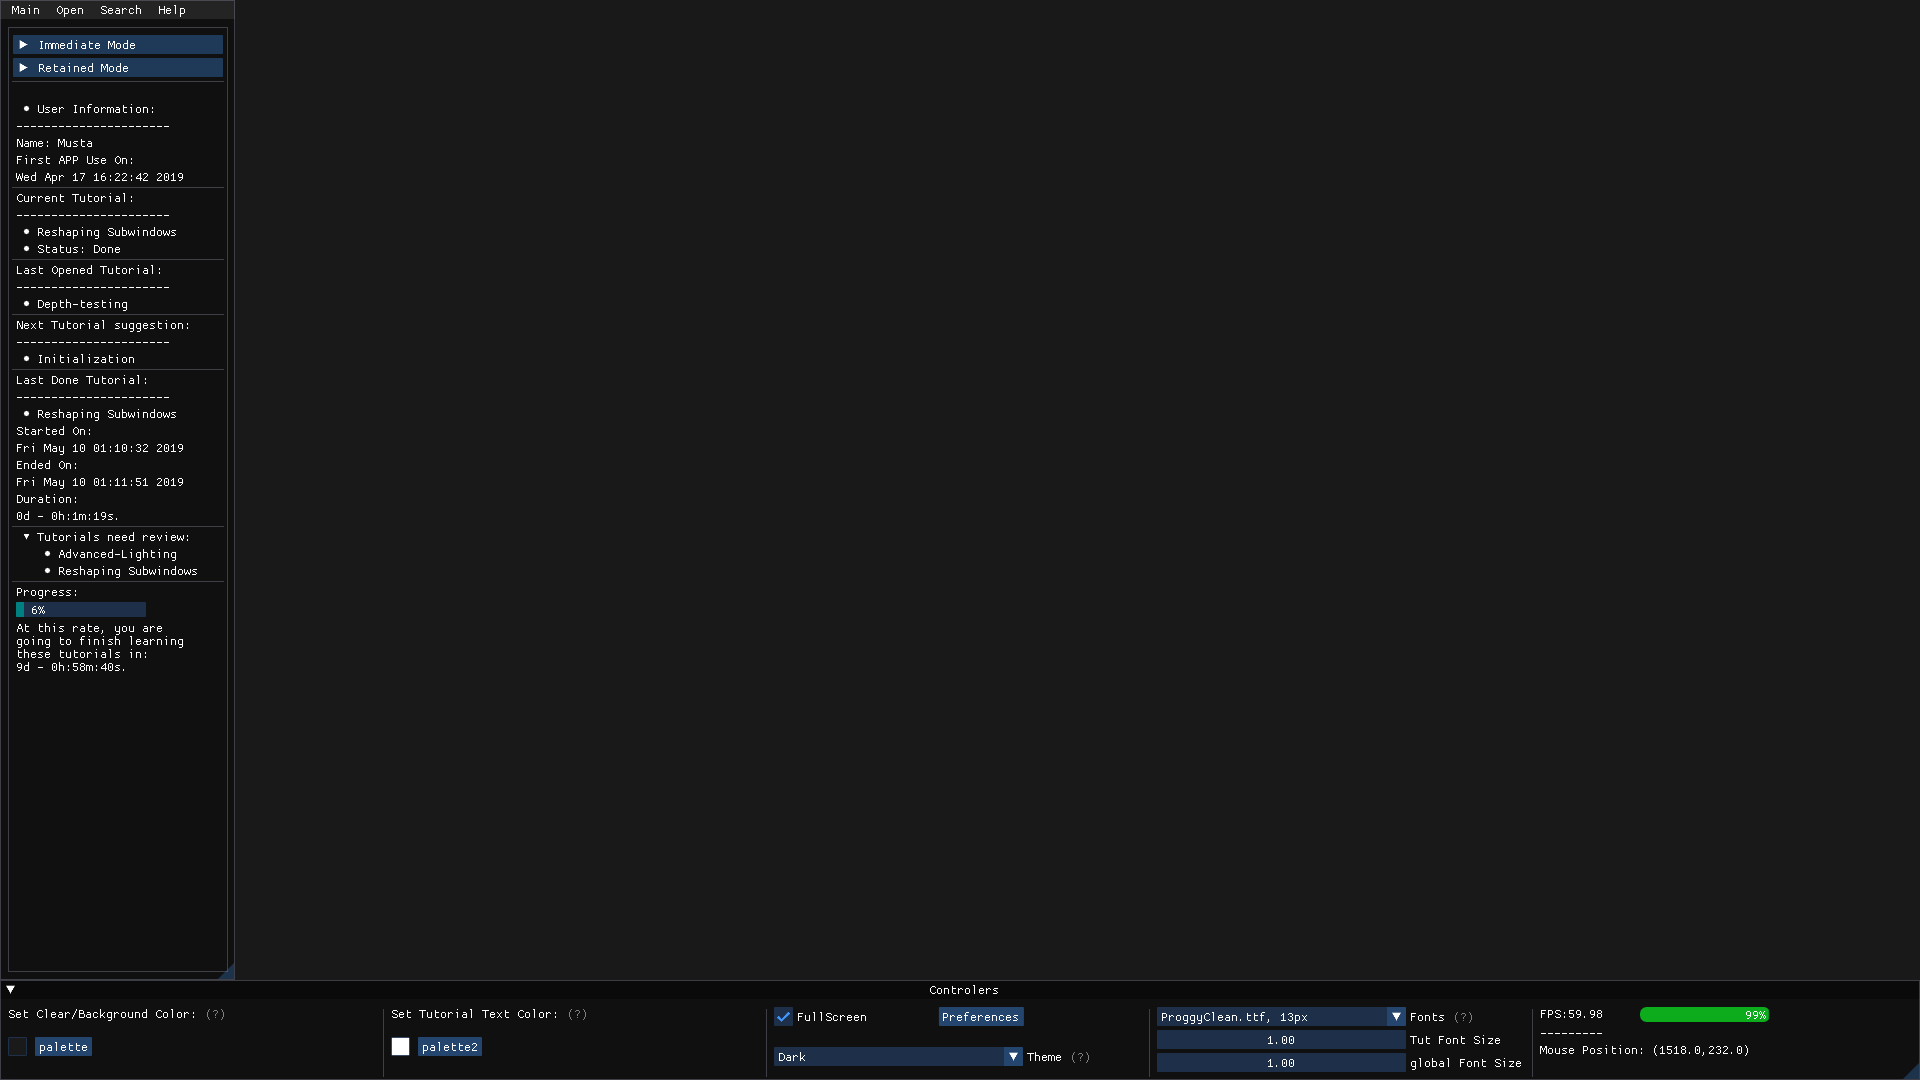 Main Open Search Help
Immediate Mode
Retained Mode
User Information:
----------------------
Name: Musta
First APP Use On:
Wed Apr 17 16:22:42 2019
Current Tutorial:
----------------------
Reshaping Subwindows
Status: Done
Last Opened Tutorial:
----------------------
Depth-testing
Next Tutorial suggestion:
----------------------
Initialization
Last Done Tutorial:
----------------------
Reshaping Subwindows
Started On:
Fri May 10 01:10:32 2019
Ended On:
Fri May 10 01:11:51 2019
Duration:
0d - 0h:1m:19s.
Tutorials need review:
Advanced-Lighting
Reshaping Subwindows
Progress:
6%
At this rate, you are
going to finish learning
these tutorials in:
9d - 0h:58m:40s.
Controlers
Set Clear/Background Color: (?)
palette
Set Tutorial Text Color: (?)
palette2
FullScreen Preferences
Dark Theme (?)
ProggyClean.ttf, 13px Fonts (?)
1.00 Tut Font Size
1.00 global Font Size
FPS:59.98 99%
---------
Mouse Position: (1518.0,232.0)